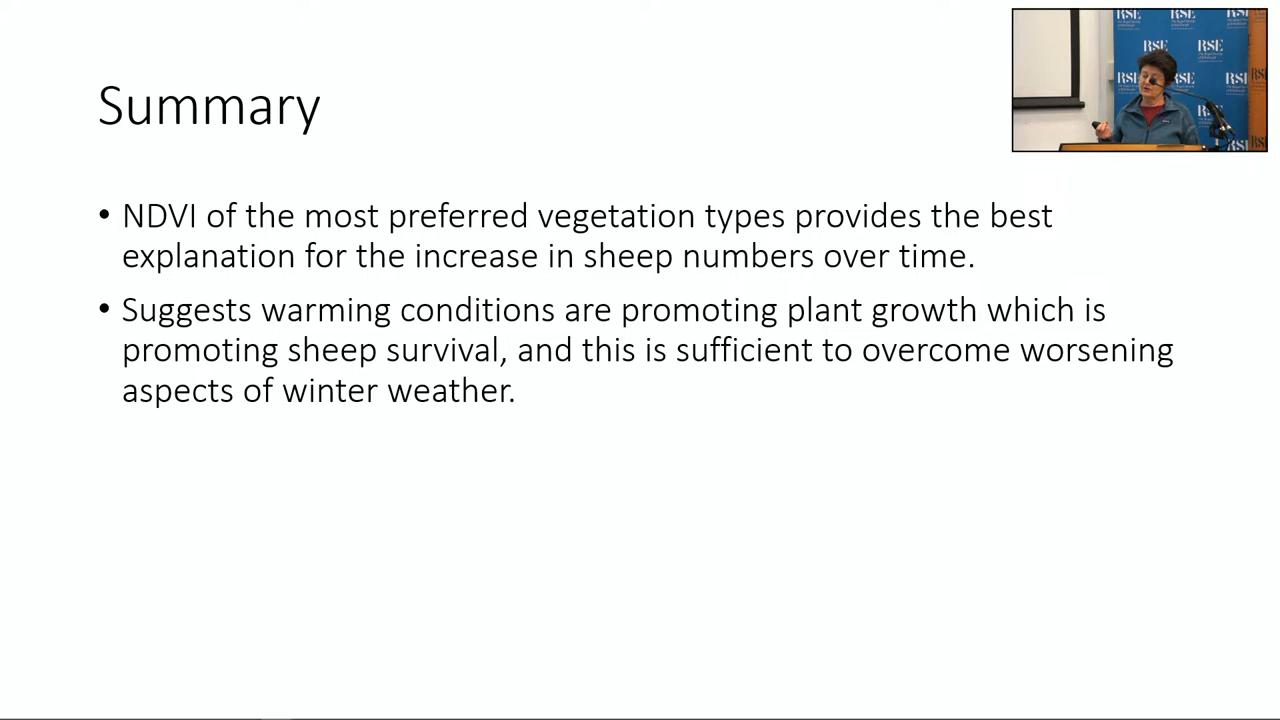 Summary
• NDVI of the most preferred vegetation types provides the best
explanation for the increase in sheep numbers over time.
• Suggests warming conditions are promoting plant growth which is
promoting sheep survival, and this is sufficient to overcome worsening
aspects of winter weather.
RSE
RSE
RSE
RSE
RSE
RSE
RSE